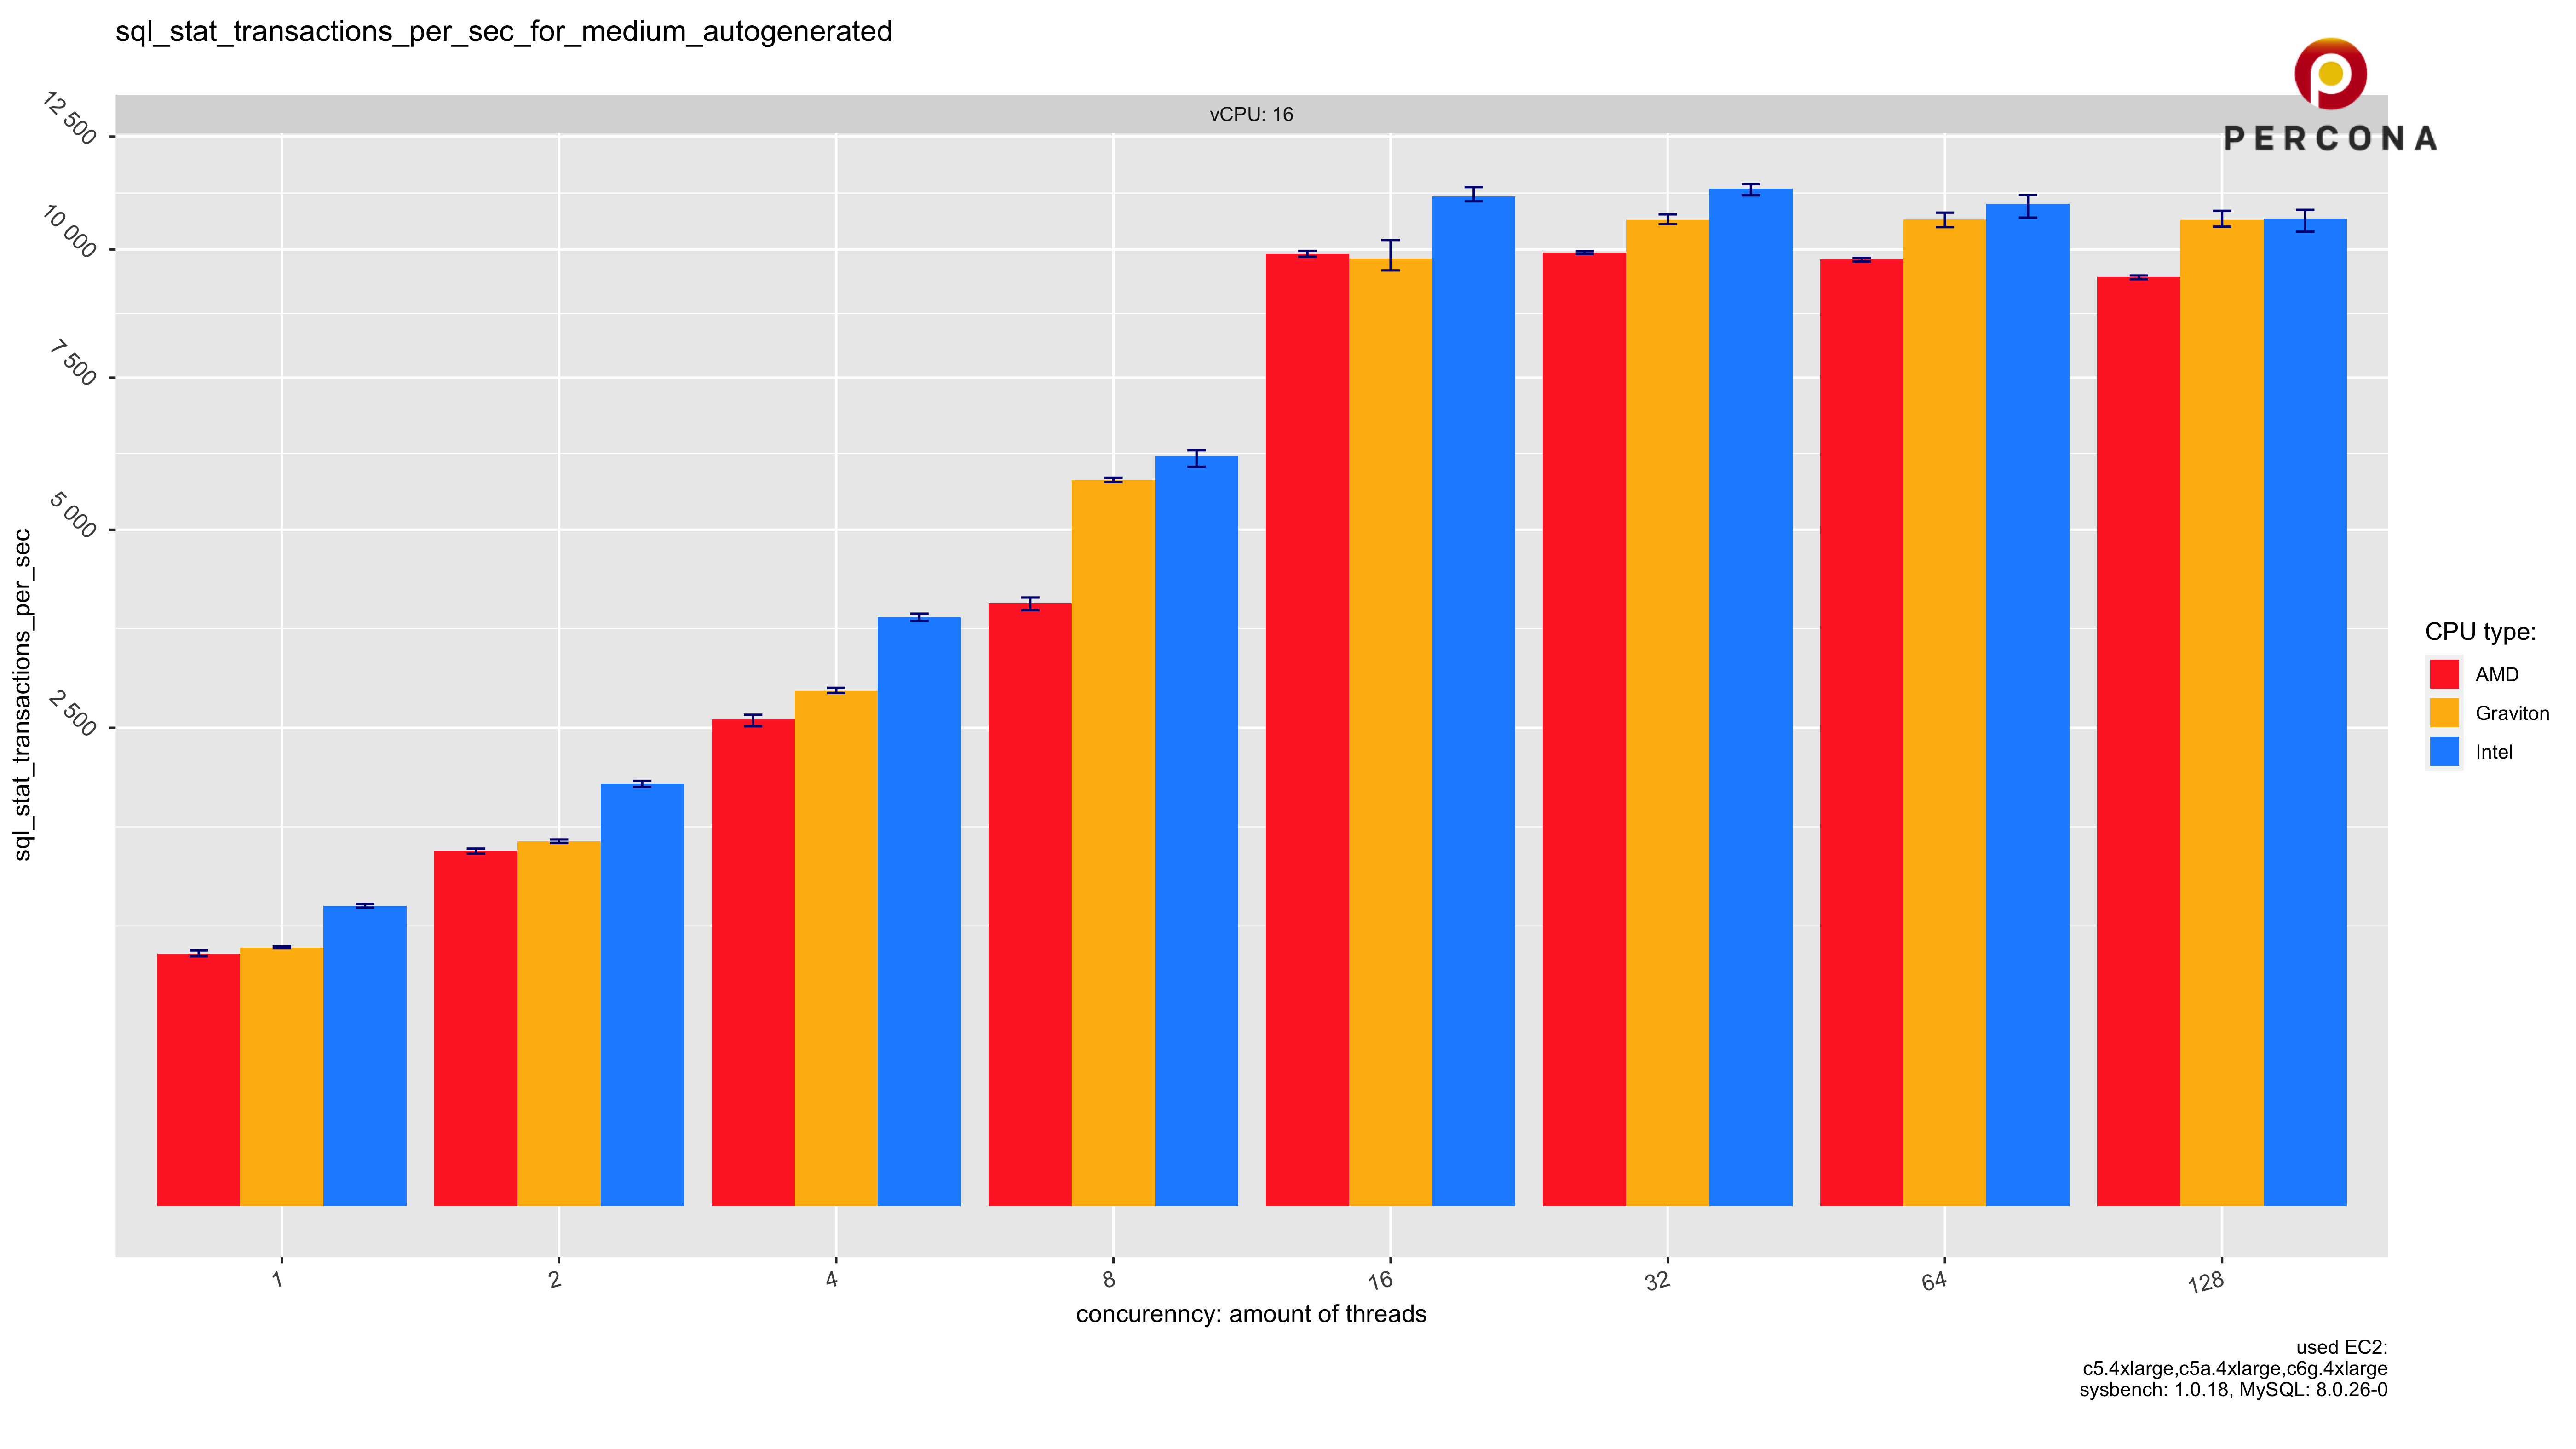 sql_stat_transactions_per_sec_for_medium_autogenerated
PERCONA
vCPU: 16
12 500
10 000
7 500
5 000
2 500
sql_stat_transactions_per_sec
CPU type:
AMD
Graviton
Intel
1 2 4 8 16 32 64 128
concurenncy: amount of threads
used EC2:
c5.4xlarge,c5a.4xlarge,c6g.4xlarge
sysbench: 1.0.18, MySQL: 8.0.26-0